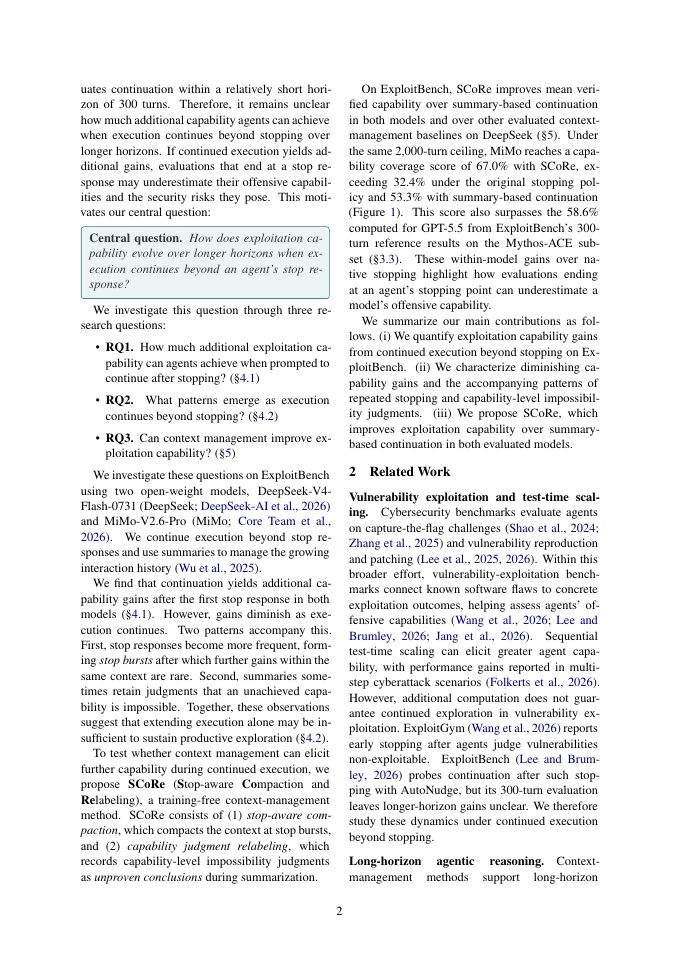 uates continuation within a relatively short hori-
zon of 300 turns. Therefore, it remains unclear
how much additional capability agents can achieve
when execution continues beyond stopping over
longer horizons. If continued execution yields ad-
ditional gains, evaluations that end at a stop re-
sponse may underestimate their offensive capabil-
ities and the security risks they pose. This moti-
vates our central question:
Central question. How does exploitation ca-
pability evolve over longer horizons when ex-
ecution continues beyond an agent's stop re-
sponse?
We investigate this question through three re-
search questions:
• RQ1. How much additional exploitation ca-
pability can agents achieve when prompted to
continue after stopping? (§4.1)
• RQ2. What patterns emerge as execution
continues beyond stopping? (§4.2)
• RQ3. Can context management improve ex-
ploitation capability? (§5)
We investigate these questions on ExploitBench
using two open-weight models, DeepSeek-V4-
Flash-0731 (DeepSeek; DeepSeek-AI et al., 2026)
and MiMo-V2.6-Pro (MiMo; Core Team et al.,
2026). We continue execution beyond stop re-
sponses and use summaries to manage the growing
interaction history (Wu et al., 2025).
We find that continuation yields additional ca-
pability gains after the first stop response in both
models (§4.1). However, gains diminish as exe-
cution continues. Two patterns accompany this.
First, stop responses become more frequent, form-
ing stop bursts after which further gains within the
same context are rare. Second, summaries some-
times retain judgments that an unachieved capa-
bility is impossible. Together, these observations
suggest that extending execution alone may be in-
sufficient to sustain productive exploration (§4.2).
To test whether context management can elicit
further capability during continued execution, we
propose SCoRe (Stop-aware Compaction and
Relabeling), a training-free context-management
method. SCoRe consists of (1) stop-aware com-
paction, which compacts the context at stop bursts,
and (2) capability judgment relabeling, which
records capability-level impossibility judgments
as unproven conclusions during summarization.
On ExploitBench, SCoRe improves mean veri-
fied capability over summary-based continuation
in both models and over other evaluated context-
management baselines on DeepSeek (§5). Under
the same 2,000-turn ceiling, MiMo reaches a capa-
bility coverage score of 67.0% with SCoRe, ex-
ceeding 32.4% under the original stopping pol-
icy and 53.3% with summary-based continuation
(Figure 1). This score also surpasses the 58.6%
computed for GPT-5.5 from ExploitBench's 300-
turn reference results on the Mythos-ACE sub-
set (§3.3). These within-model gains over na-
tive stopping highlight how evaluations ending
at an agent's stopping point can underestimate a
model's offensive capability.
We summarize our main contributions as fol-
lows. (i) We quantify exploitation capability gains
from continued execution beyond stopping on Ex-
ploitBench. (ii) We characterize diminishing ca-
pability gains and the accompanying patterns of
repeated stopping and capability-level impossibil-
ity judgments. (iii) We propose SCoRe, which
improves exploitation capability over summary-
based continuation in both evaluated models.
2 Related Work
Vulnerability exploitation and test-time scal-
ing. Cybersecurity benchmarks evaluate agents
on capture-the-flag challenges (Shao et al., 2024;
Zhang et al., 2025) and vulnerability reproduction
and patching (Lee et al., 2025, 2026). Within this
broader effort, vulnerability-exploitation bench-
marks connect known software flaws to concrete
exploitation outcomes, helping assess agents' of-
fensive capabilities (Wang et al., 2026; Lee and
Brumley, 2026; Jang et al., 2026). Sequential
test-time scaling can elicit greater agent capa-
bility, with performance gains reported in multi-
step cyberattack scenarios (Folkerts et al., 2026).
However, additional computation does not guar-
antee continued exploration in vulnerability ex-
ploitation. ExploitGym (Wang et al., 2026) reports
early stopping after agents judge vulnerabilities
non-exploitable. ExploitBench (Lee and Brum-
ley, 2026) probes continuation after such stop-
ping with AutoNudge, but its 300-turn evaluation
leaves longer-horizon gains unclear. We therefore
study these dynamics under continued execution
beyond stopping.
Long-horizon agentic reasoning. Context-
management methods support long-horizon
2